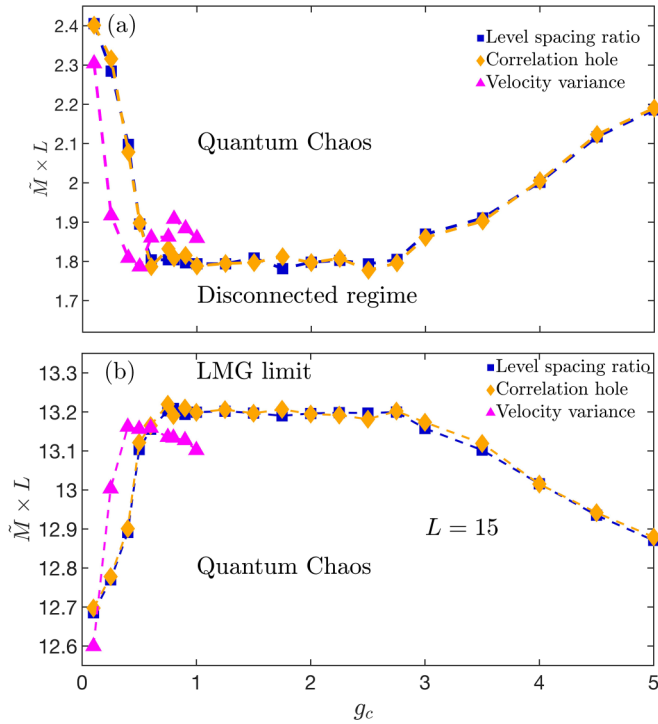 (a)
Level spacing ratio
Correlation hole
Velocity variance
Quantum Chaos
Disconnected regime
2.4
2.3
2.2
2.1
2
1.9
1.8
1.7
M̃ × L
(b)
LMG limit
Level spacing ratio
Correlation hole
Velocity variance
L = 15
Quantum Chaos
13.3
13.2
13.1
13
12.9
12.8
12.7
12.6
M̃ × L
0 1 2 3 4 5
g_c